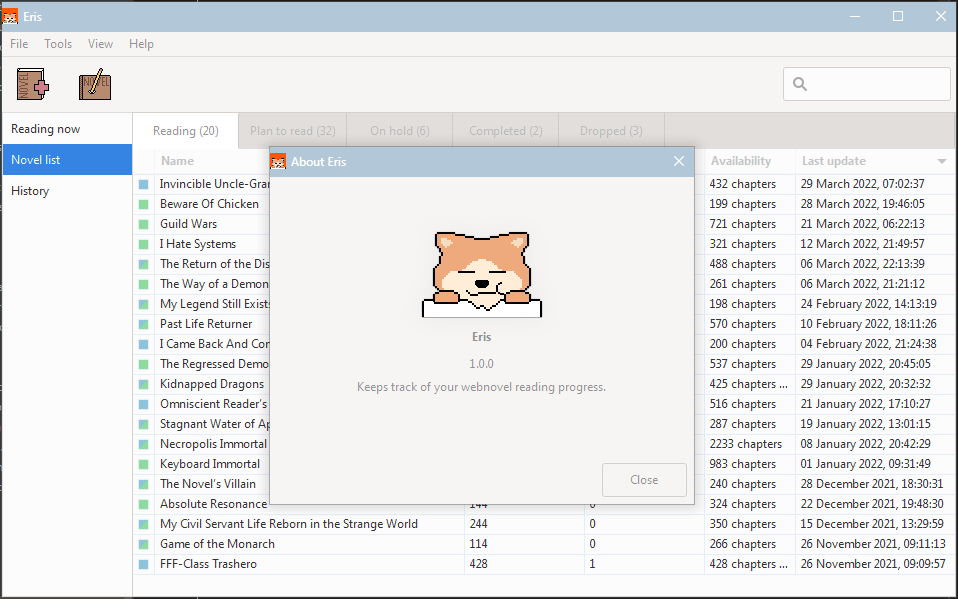 Eris
File Tools View Help
NOVEL NOVEL
Reading now
Novel list
History
Reading (20) Plan to read (32) On hold (6) Completed (2) Dropped (3)
Name Availability Last update
Invincible Uncle-Gran 432 chapters 29 March 2022, 07:02:37
Beware Of Chicken 199 chapters 28 March 2022, 19:46:05
Guild Wars 721 chapters 21 March 2022, 06:22:13
I Hate Systems 321 chapters 12 March 2022, 21:49:57
The Return of the Dis 488 chapters 06 March 2022, 22:13:39
The Way of a Demon 261 chapters 06 March 2022, 21:21:12
My Legend Still Exists 198 chapters 24 February 2022, 14:13:19
Past Life Returner 570 chapters 10 February 2022, 18:11:26
I Came Back And Cor 200 chapters 04 February 2022, 21:24:38
The Regressed Demo 537 chapters 29 January 2022, 20:45:05
Kidnapped Dragons 425 chapters ... 29 January 2022, 20:32:32
Omniscient Reader's 516 chapters 21 January 2022, 17:10:27
Stagnant Water of Ap 287 chapters 19 January 2022, 13:01:15
Necropolis Immortal 2233 chapters 08 January 2022, 20:42:29
Keyboard Immortal 983 chapters 01 January 2022, 09:31:49
The Novel's Villain 240 chapters 28 December 2021, 18:30:31
Absolute Resonance 144 0 324 chapters 22 December 2021, 19:48:30
My Civil Servant Life Reborn in the Strange World 244 0 350 chapters 15 December 2021, 13:29:59
Game of the Monarch 114 0 266 chapters 26 November 2021, 09:11:13
FFF-Class Trashero 428 1 428 chapters ... 26 November 2021, 09:09:57
About Eris
Eris
1.0.0
Keeps track of your webnovel reading progress.
Close